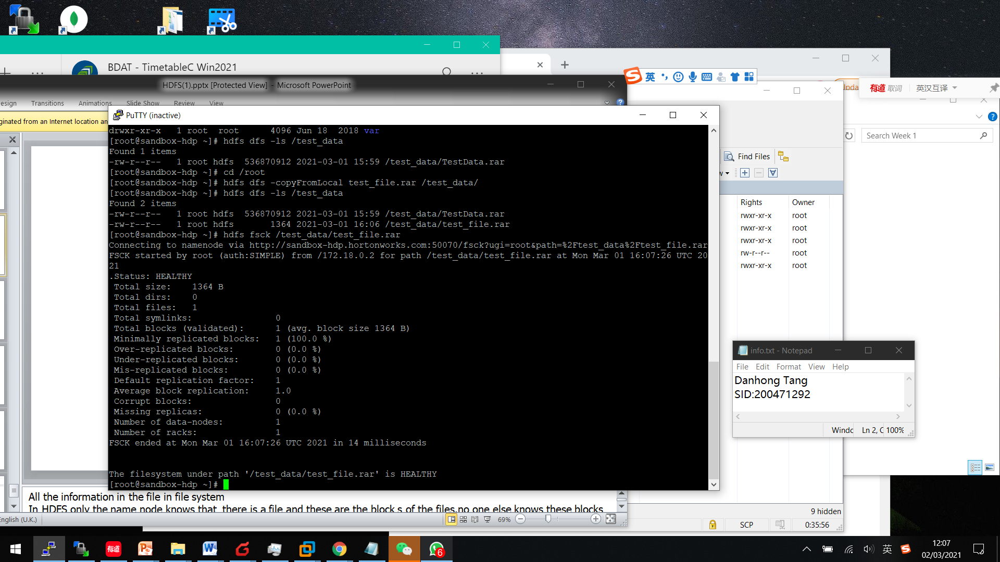 BDAT - TimetableC Win2021
HDFS(1).pptx [Protected View] - Microsoft PowerPoint
英
有道 取词 英汉互译
esign Transitions Animations Slide Show Review View
ginated from an Internet location an
PuTTY (inactive)
drwxr-xr-x   1 root  root      4096 Jun 18  2018 var
[root@sandbox-hdp ~]# hdfs dfs -ls /test_data
Found 1 items
-rw-r--r--   1 root hdfs  536870912 2021-03-01 15:59 /test_data/TestData.rar
[root@sandbox-hdp ~]# cd /root
[root@sandbox-hdp ~]# hdfs dfs -copyFromLocal test_file.rar /test_data/
[root@sandbox-hdp ~]# hdfs dfs -ls /test_data
Found 2 items
-rw-r--r--   1 root hdfs  536870912 2021-03-01 15:59 /test_data/TestData.rar
-rw-r--r--   1 root hdfs       1364 2021-03-01 16:06 /test_data/test_file.rar
[root@sandbox-hdp ~]# hdfs fsck /test_data/test_file.rar
Connecting to namenode via http://sandbox-hdp.hortonworks.com:50070/fsck?ugi=root&path=%2Ftest_data%2Ftest_file.rar
FSCK started by root (auth:SIMPLE) from /172.18.0.2 for path /test_data/test_file.rar at Mon Mar 01 16:07:26 UTC 20
21
.Status: HEALTHY
Total size:    1364 B
Total dirs:    0
Total files:   1
Total symlinks:                0
Total blocks (validated):      1 (avg. block size 1364 B)
Minimally replicated blocks:   1 (100.0 %)
Over-replicated blocks:        0 (0.0 %)
Under-replicated blocks:       0 (0.0 %)
Mis-replicated blocks:         0 (0.0 %)
Default replication factor:    1
Average block replication:     1.0
Corrupt blocks:                0
Missing replicas:              0 (0.0 %)
Number of data-nodes:          1
Number of racks:               1
FSCK ended at Mon Mar 01 16:07:26 UTC 2021 in 14 milliseconds
The filesystem under path '/test_data/test_file.rar' is HEALTHY
[root@sandbox-hdp ~]#
Search Week 1
Find Files
Rights Owner
rwxr-xr-x root
rwxr-xr-x root
rwxr-xr-x root
rw-r--r-- root
rwxr-xr-x root
info.txt - Notepad
File Edit Format View Help
Danhong Tang
SID:200471292
Windc Ln 2, C 100%
All the information in the file in file system
In HDFS only the name node knows that there is a file and these are the block s of the files,no one else knows these blocks
English (U.K.) 69%
9 hidden
SCP 0:35:56
有道
6
英
12:07
02/03/2021